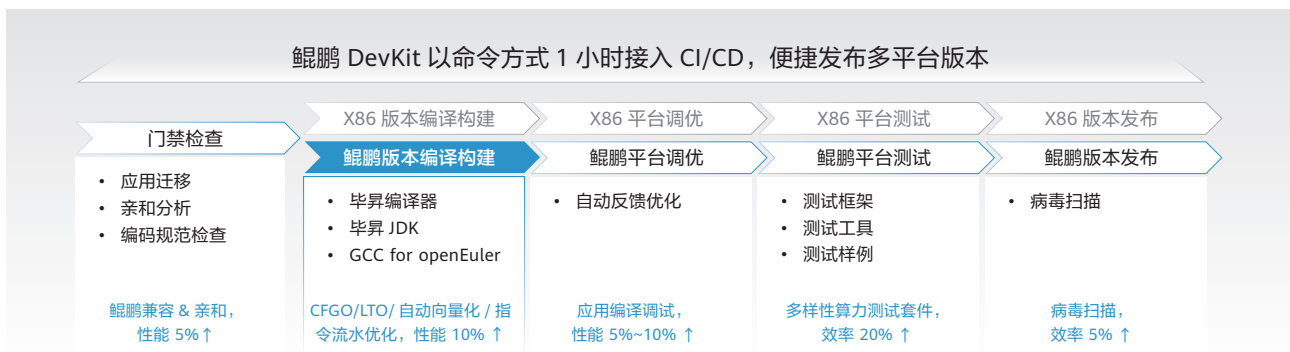 鲲鹏 DevKit 以命令方式 1 小时接入 CI/CD，便捷发布多平台版本
门禁检查
• 应用迁移
• 亲和分析
• 编码规范检查
鲲鹏兼容 & 亲和，
性能 5%↑
X86 版本编译构建
鲲鹏版本编译构建
• 毕昇编译器
• 毕昇 JDK
• GCC for openEuler
CFGO/LTO/ 自动向量化 / 指
令流水优化，性能 10% ↑
X86 平台调优
鲲鹏平台调优
• 自动反馈优化
应用编译调试，
性能 5%~10% ↑
X86 平台测试
鲲鹏平台测试
• 测试框架
• 测试工具
• 测试样例
多样性算力测试套件，
效率 20% ↑
X86 版本发布
鲲鹏版本发布
• 病毒扫描
病毒扫描，
效率 5% ↑